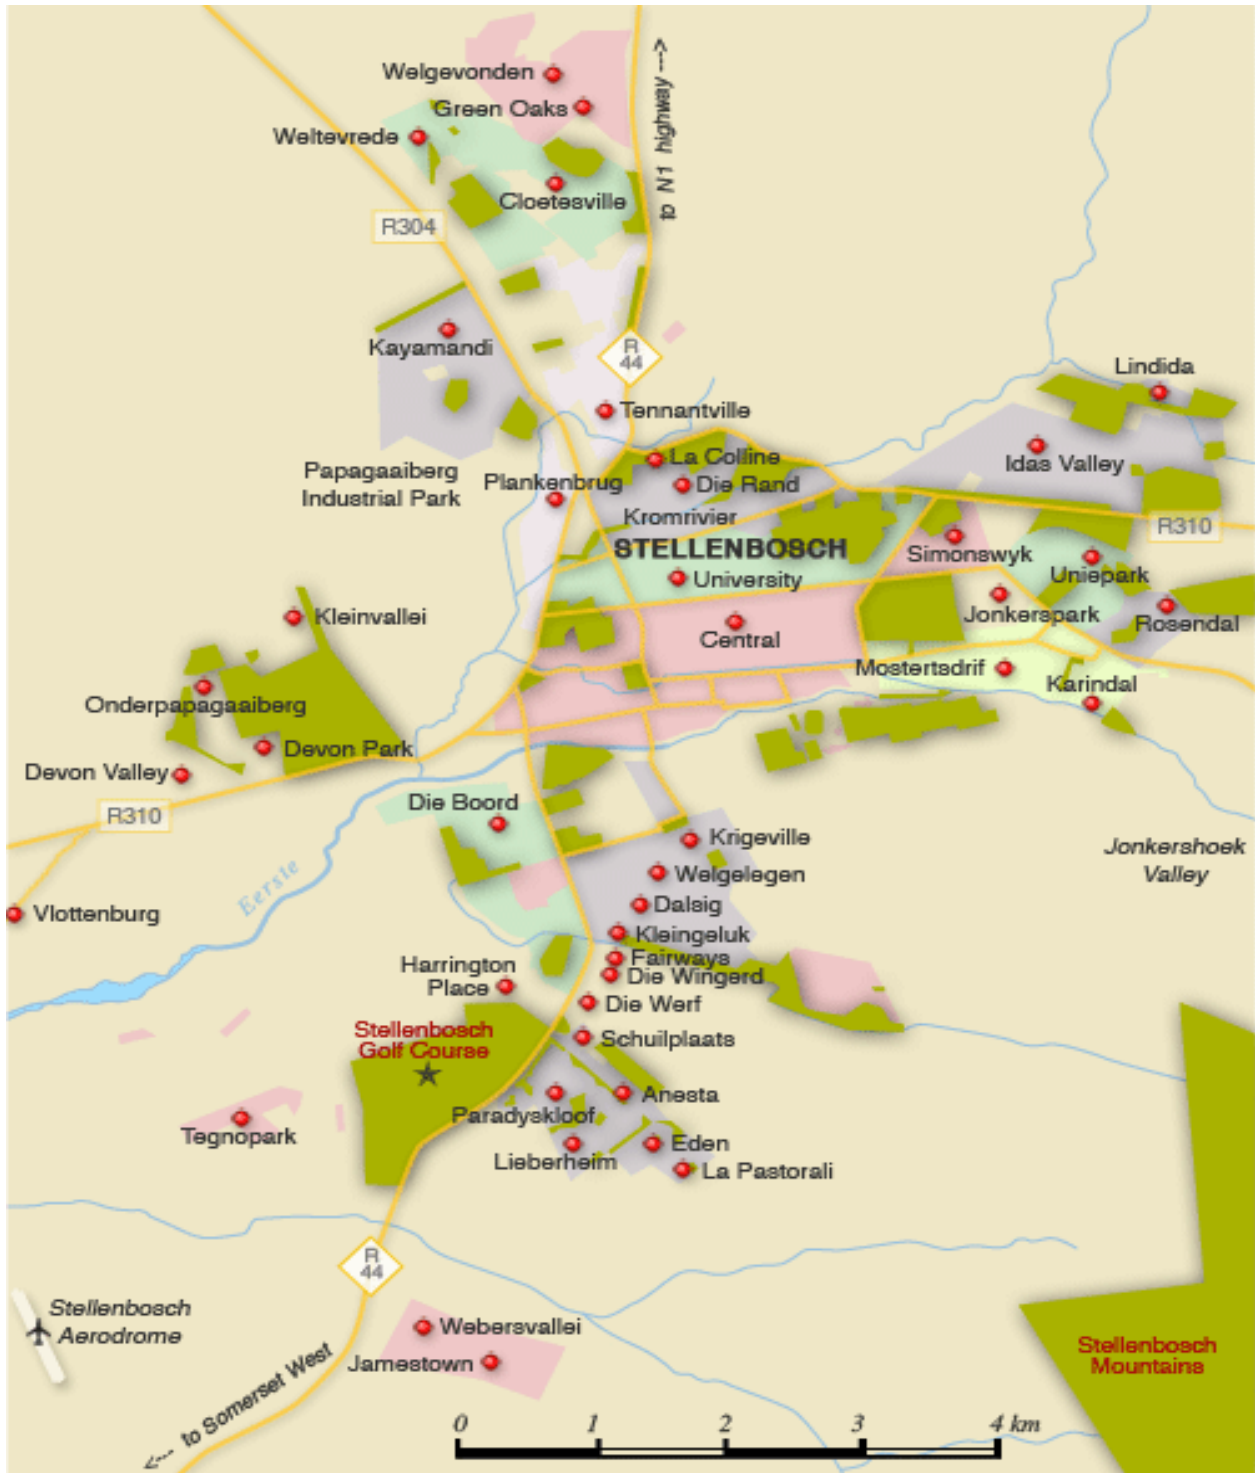 to N1 highway --->
Welgevonden
Green Oaks
Weltevrede
Cloetesville
R304
Kayamandi
R
44
Lindida
Tennantville
La Colline
Idas Valley
Papagaaiberg
Industrial Park
Plankenbrug
Die Rand
Kromrivier
R310
STELLENBOSCH
Simonswyk
University
Uniepark
Jonkerspark
Kleinvallei
Rosendal
Central
Mostertsdrif
Karindal
Onderpapagaaiberg
Devon Park
Devon Valley
R310
Die Boord
Krigeville
Jonkershoek
Valley
Welgelegen
Eerste
Vlottenburg
Dalsig
Kleingeluk
Fairways
Harrington
Place
Die Wingerd
Die Werf
Stellenbosch
Golf Course
Schuilplaats
Anesta
Paradyskloof
Tegnopark
Eden
Lieberheim
La Pastorali
R
44
Stellenbosch
Aerodrome
Webersvallei
Stellenbosch
Mountains
Jamestown
<--- to Somerset West
0 1 2 3 4 km